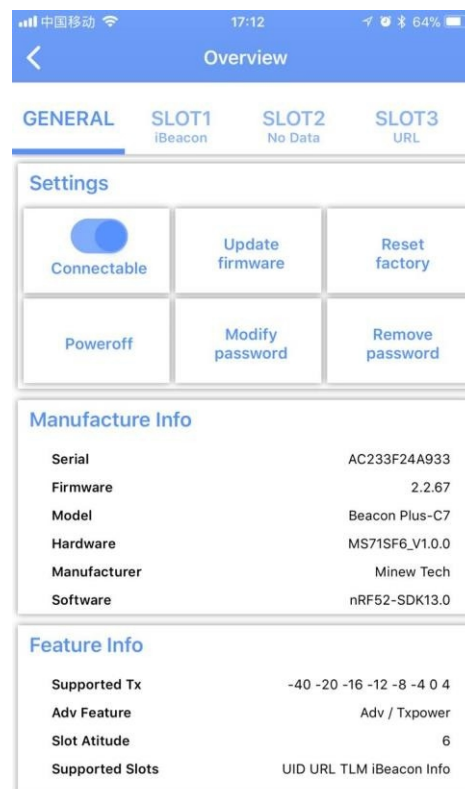 中国移动 17:12 64%
Overview
GENERAL SLOT1 SLOT2 SLOT3
iBeacon No Data URL
Settings
Connectable Update firmware Reset factory
Poweroff Modify password Remove password
Manufacture Info
Serial AC233F24A933
Firmware 2.2.67
Model Beacon Plus-C7
Hardware MS71SF6_V1.0.0
Manufacturer Minew Tech
Software nRF52-SDK13.0
Feature Info
Supported Tx -40 -20 -16 -12 -8 -4 0 4
Adv Feature Adv / Txpower
Slot Atitude 6
Supported Slots UID URL TLM iBeacon Info